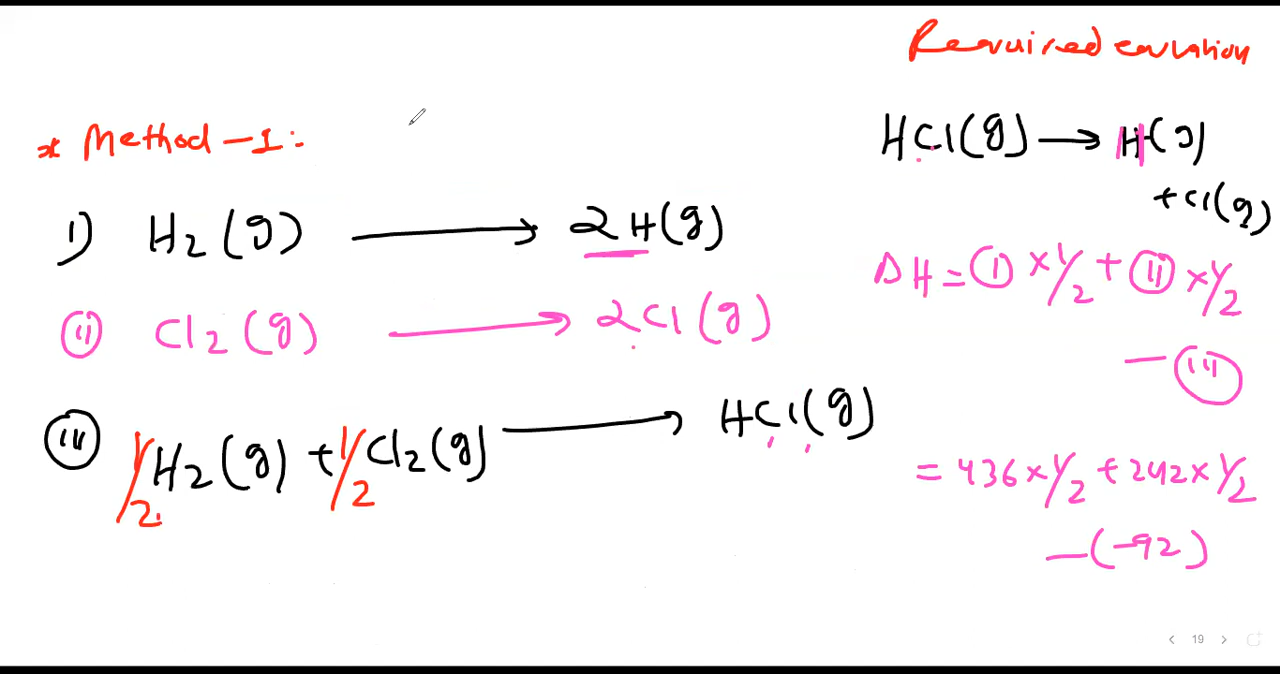 Required equation
* Method -1:
HCl(g) → H(g)
+ Cl(g)
i) H2(g) → 2H(g)
ΔH = (i) × 1/2 + (ii) × 1/2
- (iii)
(ii) Cl2(g) → 2Cl(g)
(iii) 1/2 H2(g) + 1/2 Cl2(g) → HCl(g)
= 436 × 1/2 + 242 × 1/2
- (-92)
< 19 >